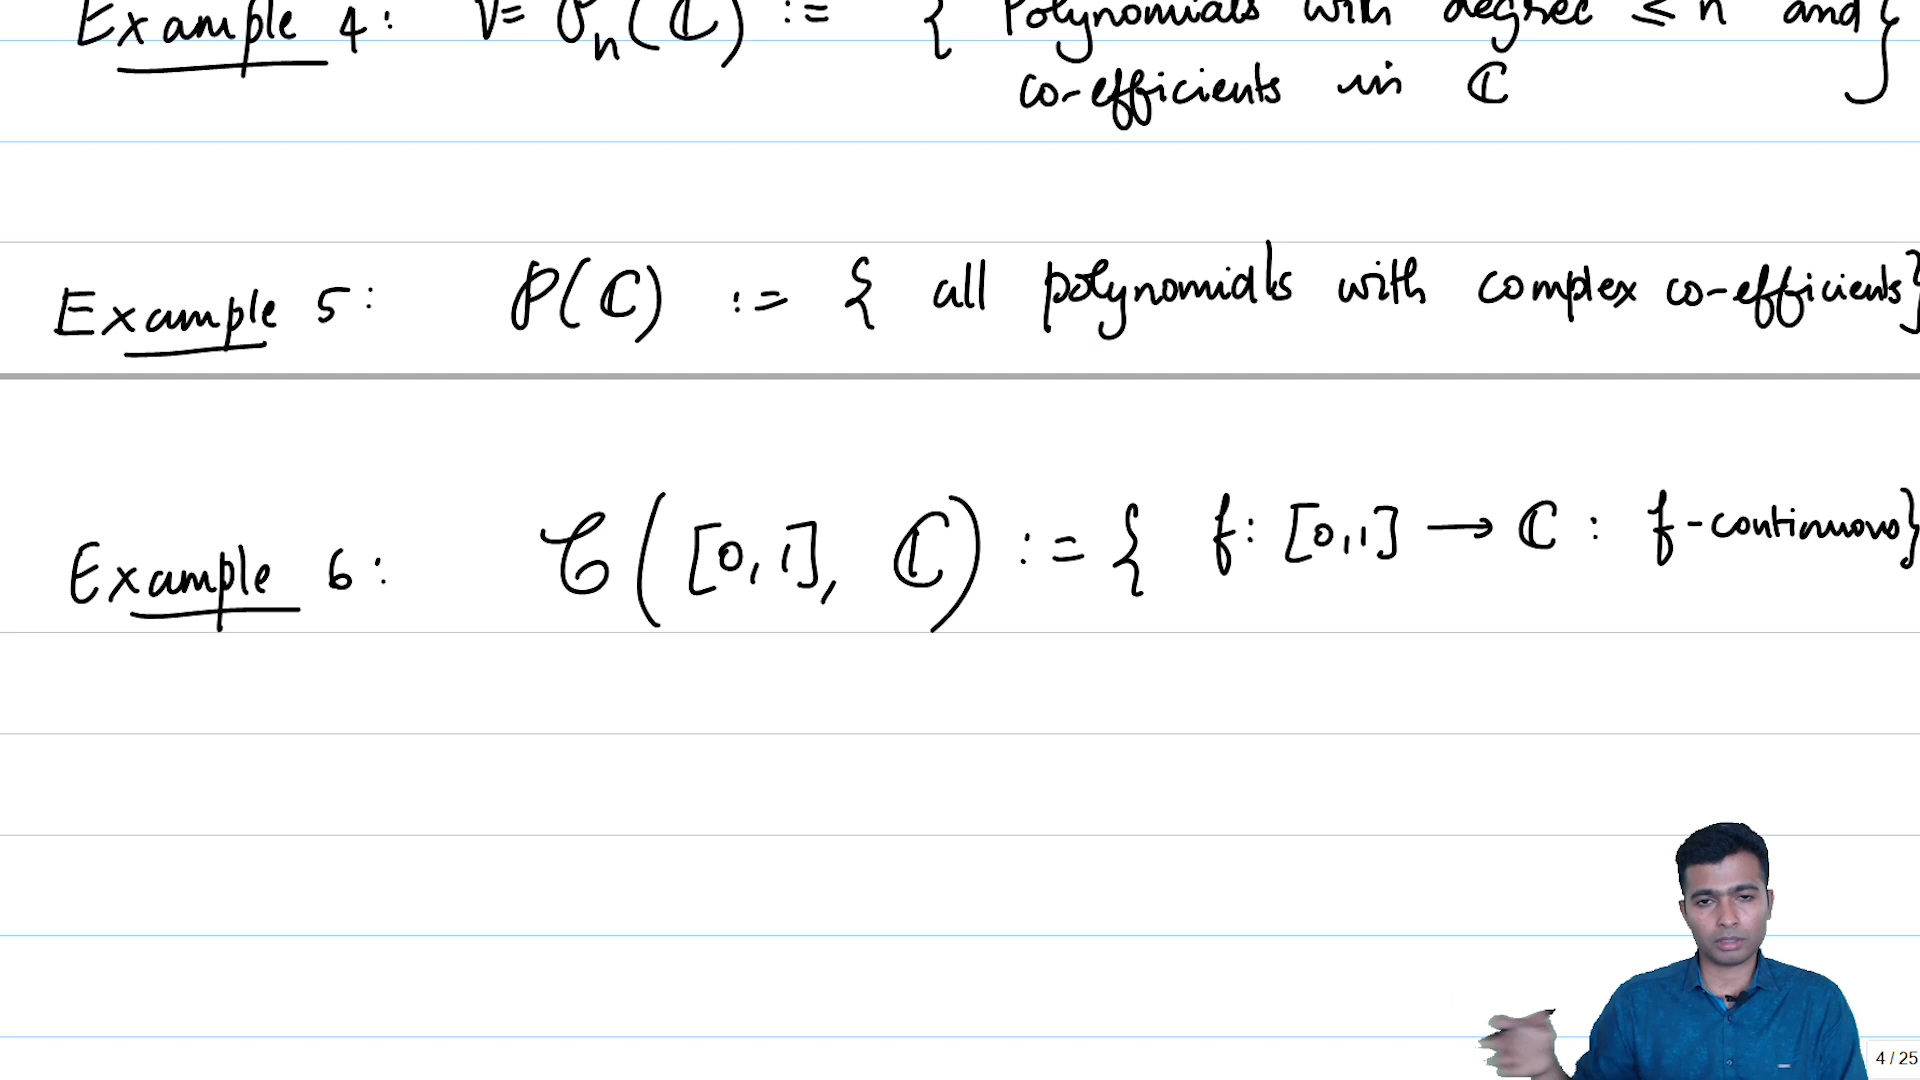 Example 4: V= 𝒫n(ℂ) := { Polynomials with degree ≤ n and }
co-efficients in ℂ
Example 5: 𝒫(ℂ) := { all polynomials with complex co-efficients}
Example 6: 𝒞([0,1], ℂ) := { f: [0,1] → ℂ : f-continuous}
4 / 25